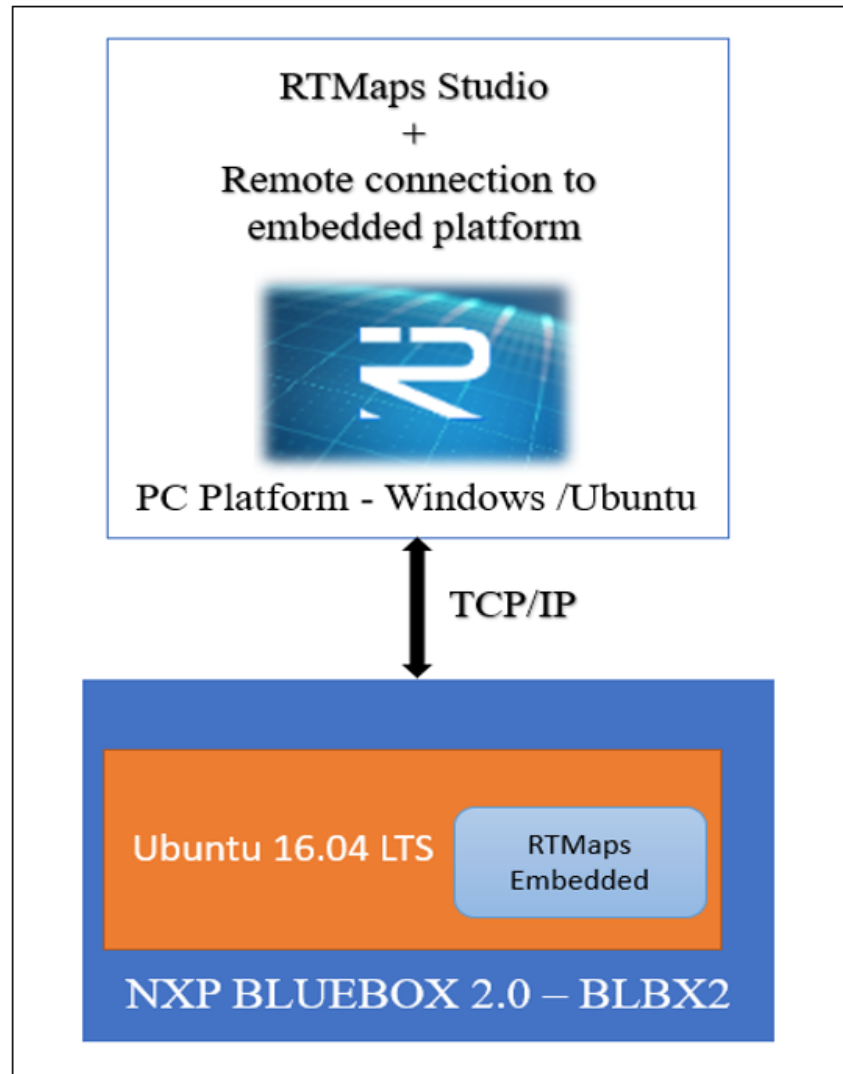 RTMaps Studio
+
Remote connection to
embedded platform
PC Platform - Windows /Ubuntu
TCP/IP
Ubuntu 16.04 LTS
RTMaps
Embedded
NXP BLUEBOX 2.0 – BLBX2